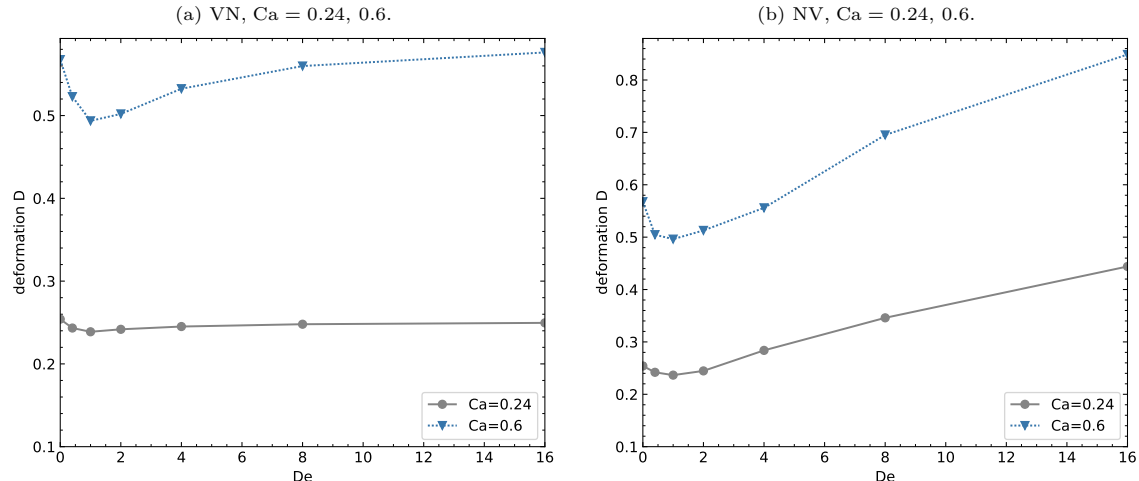 (a) VN, Ca = 0.24, 0.6.
deformation D
0.5
0.4
0.3
0.2
0.1
0 2 4 6 8 10 12 14 16
De
Ca=0.24
Ca=0.6
(b) NV, Ca = 0.24, 0.6.
deformation D
0.8
0.7
0.6
0.5
0.4
0.3
0.2
0.1
0 2 4 6 8 10 12 14 16
De
Ca=0.24
Ca=0.6